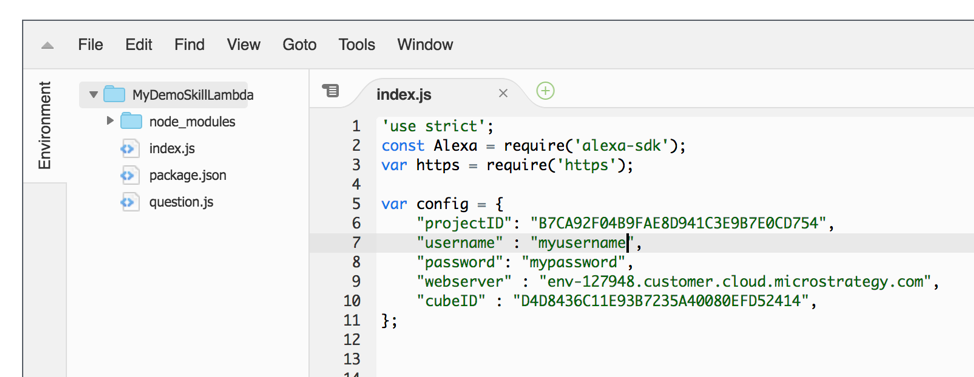 File Edit Find View Goto Tools Window
Environment
MyDemoSkillLambda
node_modules
index.js
package.json
question.js
index.js
1 'use strict';
2 const Alexa = require('alexa-sdk');
3 var https = require('https');
4
5 var config = {
6 "projectID": "B7CA92F04B9FAE8D941C3E9B7E0CD754",
7 "username" : "myusername",
8 "password": "mypassword",
9 "webserver" : "env-127948.customer.cloud.microstrategy.com",
10 "cubeID" : "D4D8436C11E93B7235A40080EFD52414",
11 };
12
13
14